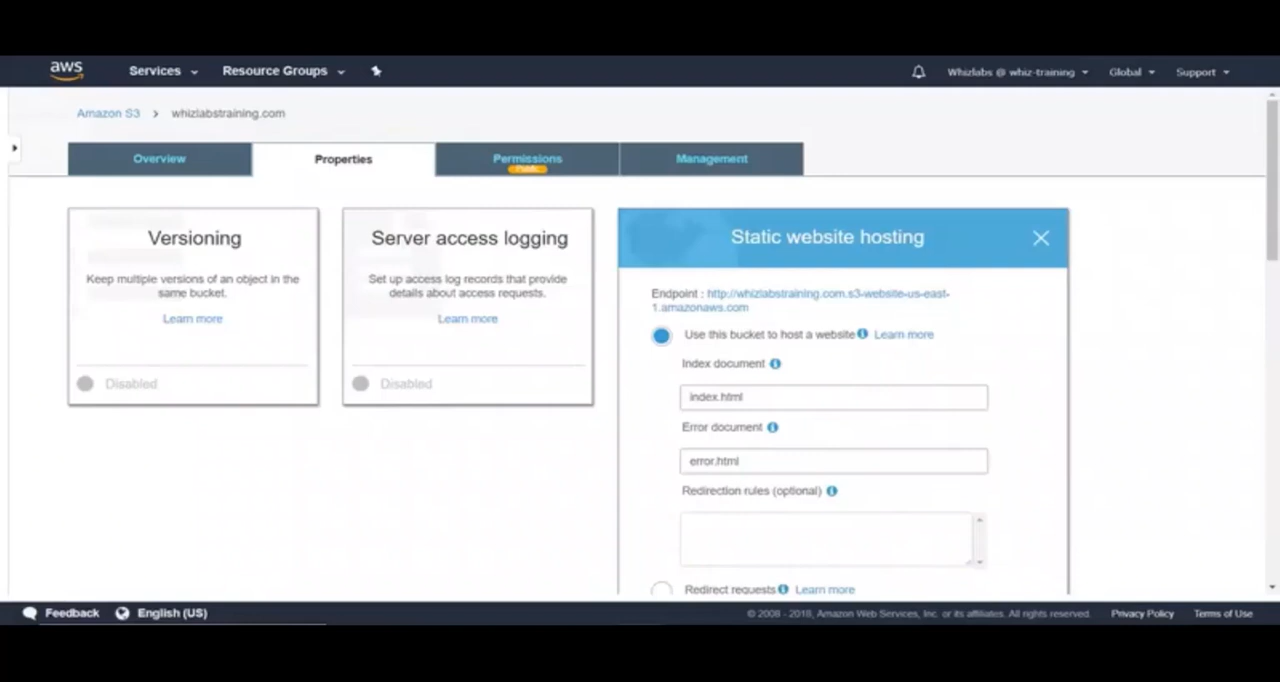 aws
Services
Resource Groups
Whizlabs @ whiz-training
Global
Support
Amazon S3 > whizlabstraining.com
Overview
Properties
Permissions
Public
Management
Versioning
Keep multiple versions of an object in the
same bucket.
Learn more
Disabled
Server access logging
Set up access log records that provide
details about access requests.
Learn more
Disabled
Static website hosting
Endpoint : http://whizlabstraining.com.s3-website-us-east-
1.amazonaws.com
Use this bucket to host a website Learn more
Index document
index.html
Error document
error.html
Redirection rules (optional)
Redirect requests Learn more
Feedback
English (US)
© 2008 - 2018, Amazon Web Services, Inc. or its affiliates. All rights reserved.
Privacy Policy
Terms of Use